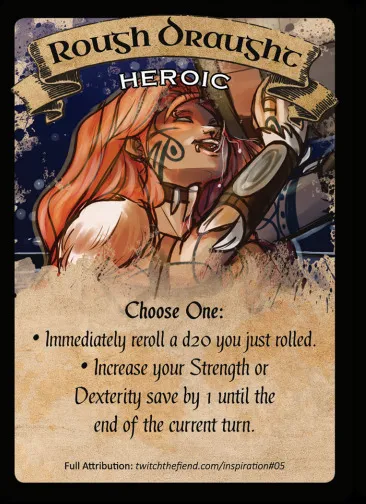 Rough Draught
HEROIC
Choose One:
• Immediately reroll a d20 you just rolled.
• Increase your Strength or
Dexterity save by 1 until the
end of the current turn.
Full Attribution: twitchthefiend.com/inspiration#05